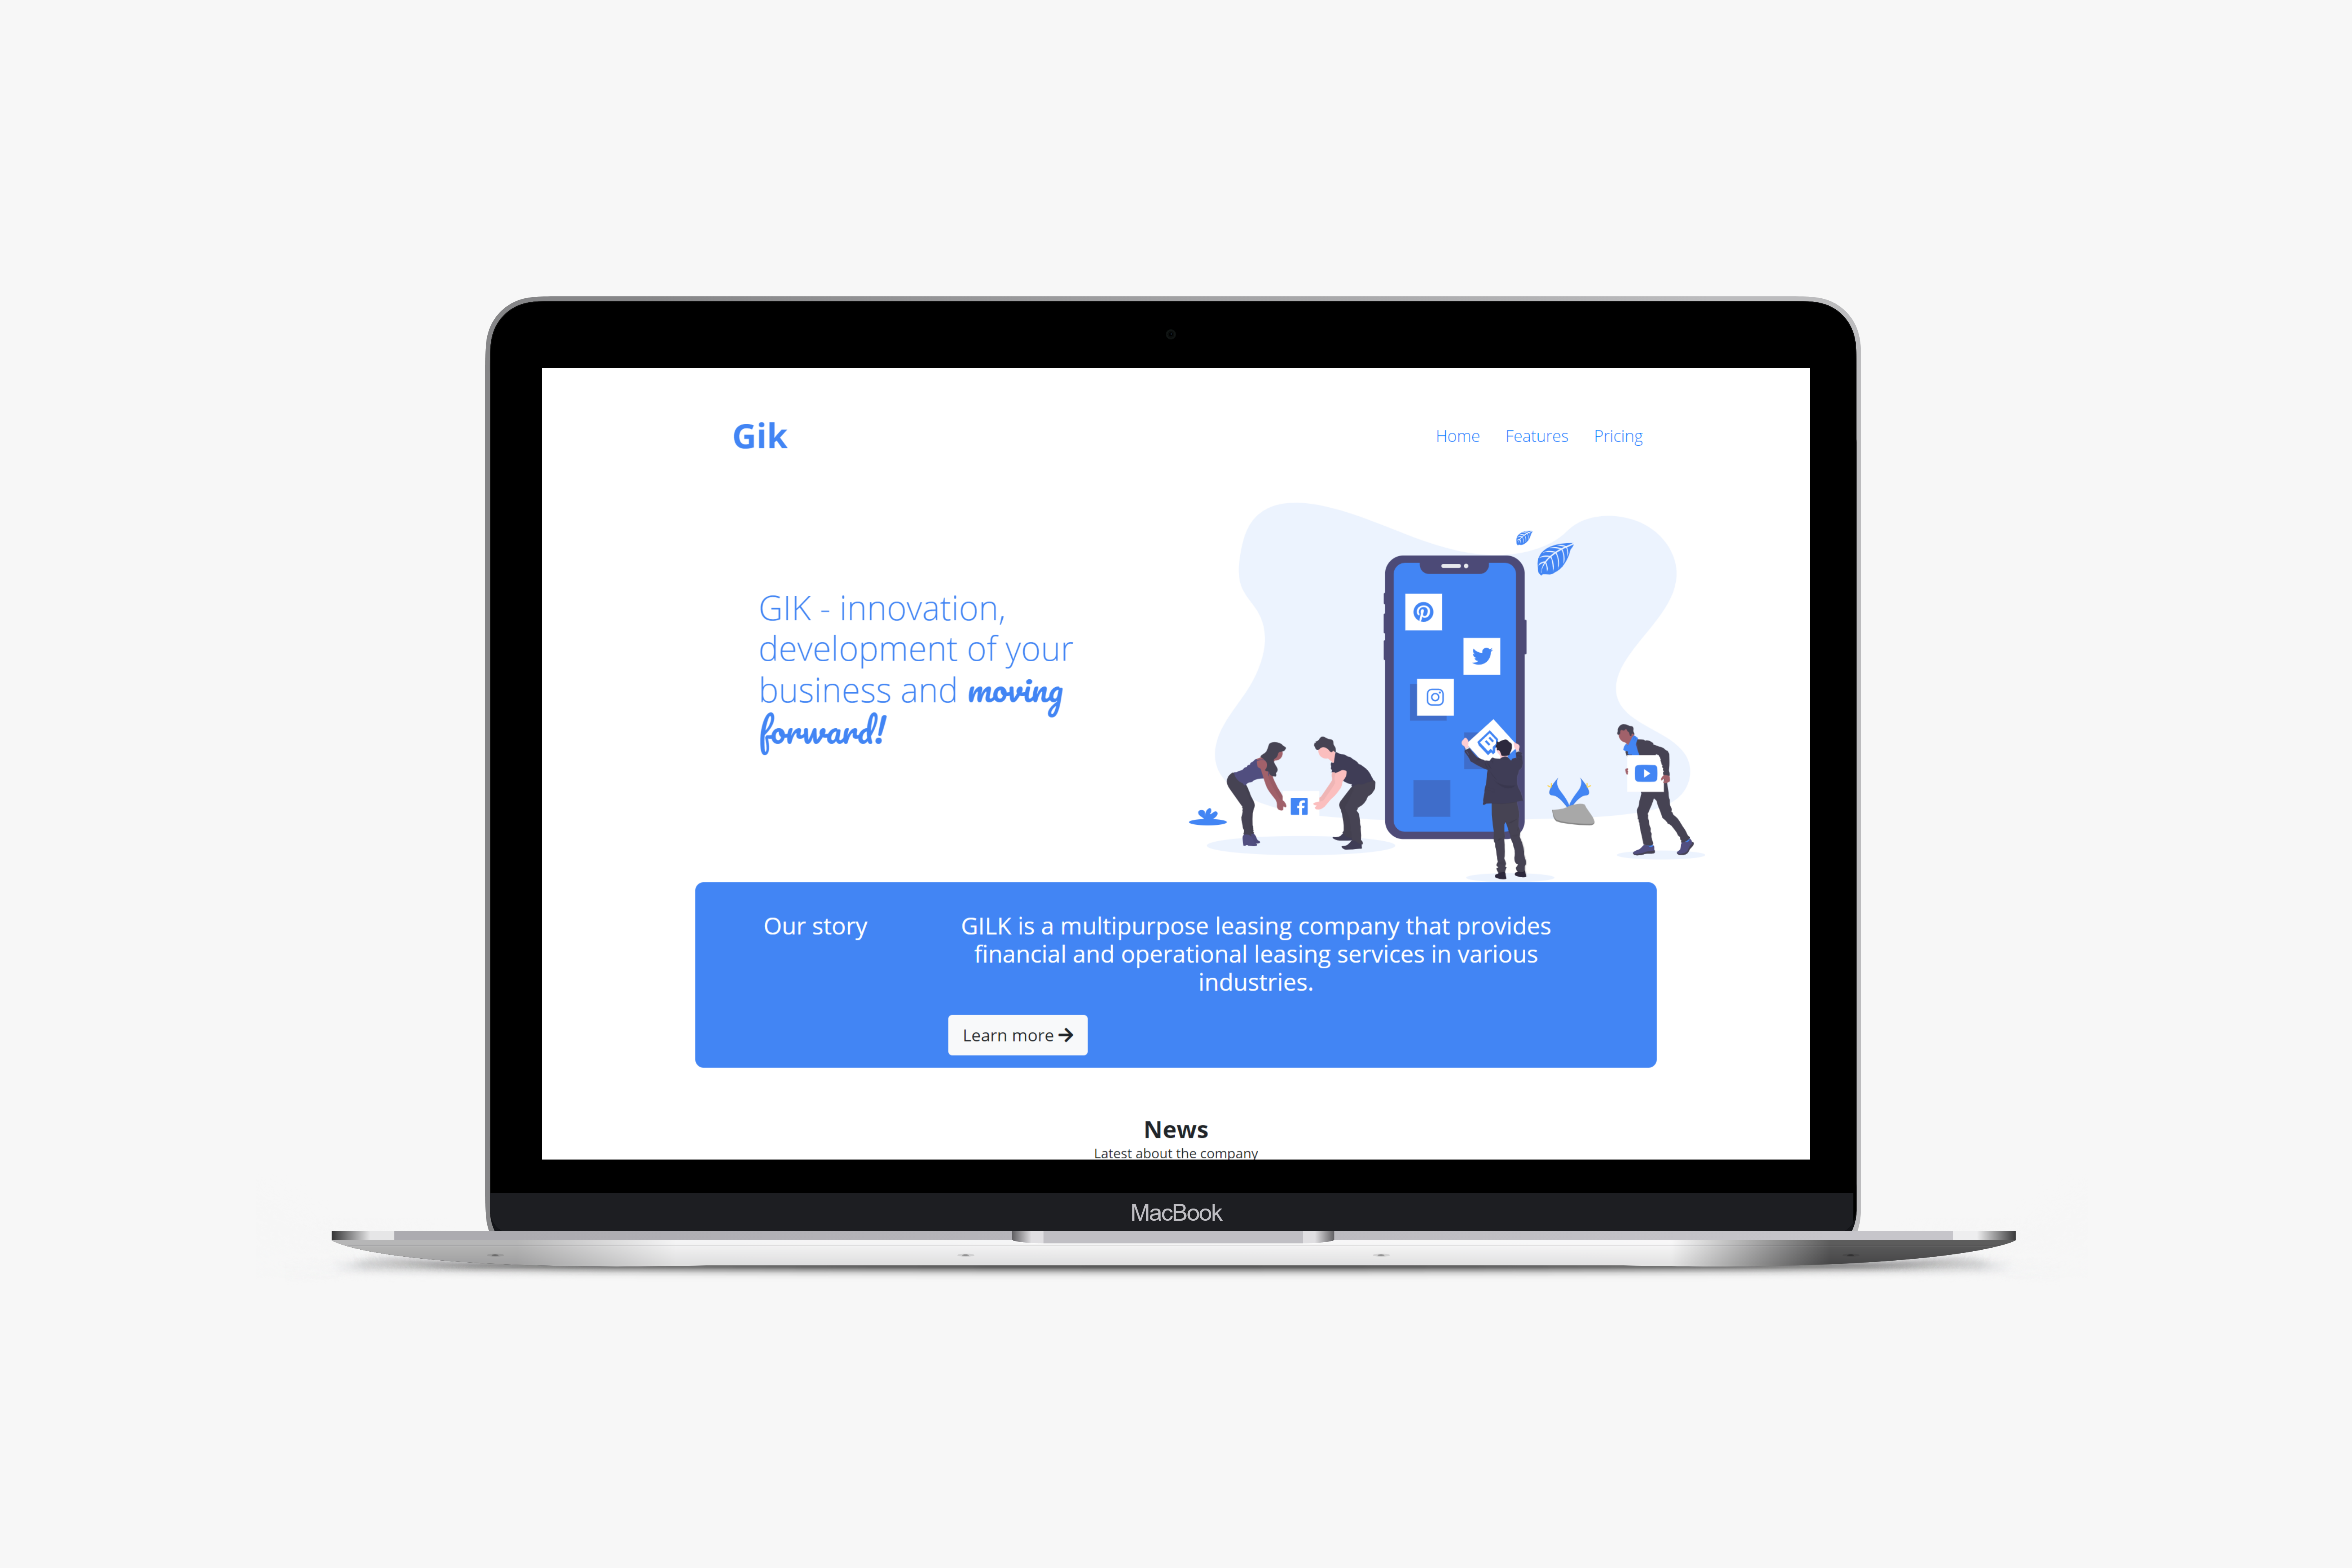 Gik
Home Features Pricing
GIK - innovation,
development of your
business and moving
forward!
Our story
GILK is a multipurpose leasing company that provides
financial and operational leasing services in various
industries.
Learn more
News
Latest about the company
MacBook